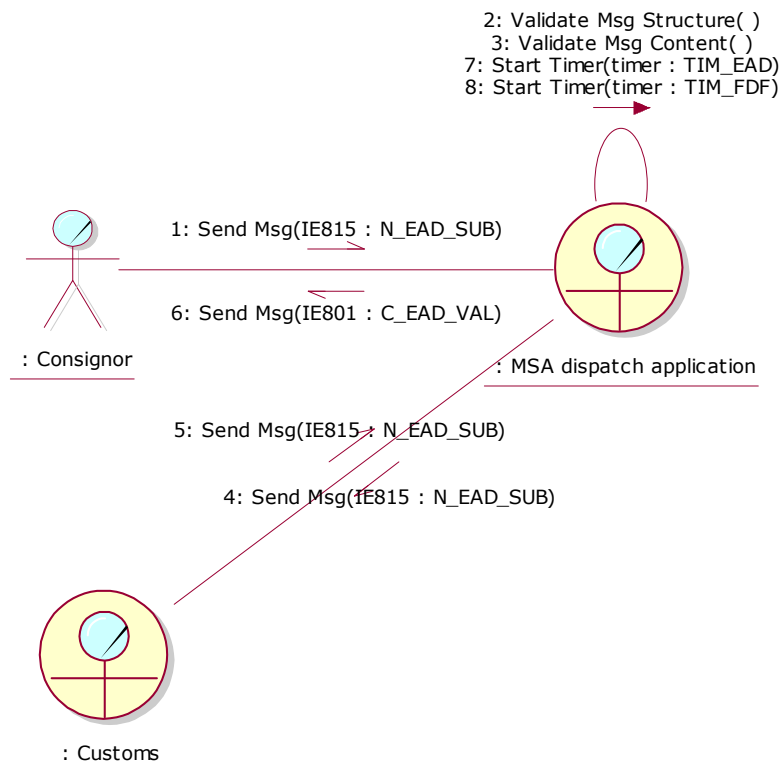 2: Validate Msg Structure( )
3: Validate Msg Content( )
7: Start Timer(timer : TIM_EAD)
8: Start Timer(timer : TIM_FDF)
1: Send Msg(IE815 : N_EAD_SUB)
6: Send Msg(IE801 : C_EAD_VAL)
: Consignor
: MSA dispatch application
5: Send Msg(IE815 : N_EAD_SUB)
4: Send Msg(IE815 : N_EAD_SUB)
: Customs